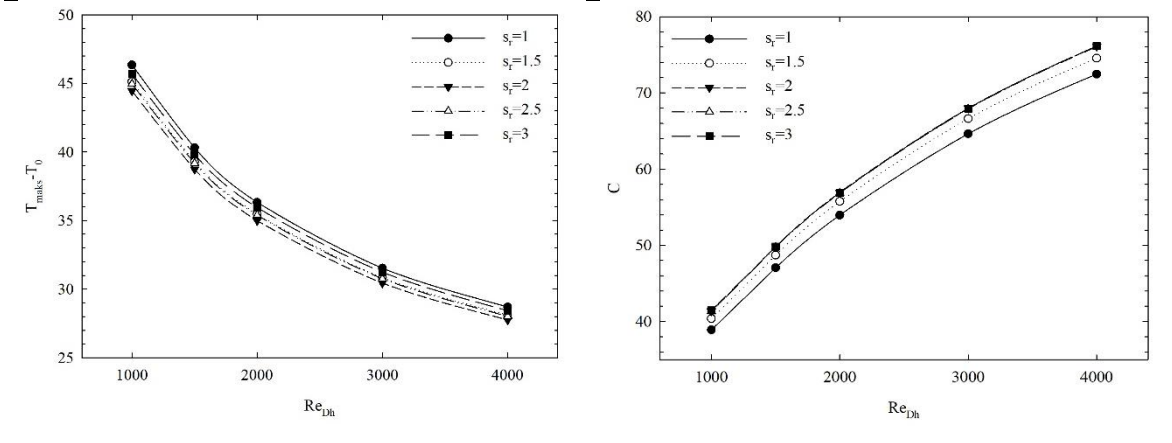 50
45
40
35
30
25
T_maks-T_0
1000
2000
3000
4000
Re_Dh
s_r=1
s_r=1.5
s_r=2
s_r=2.5
s_r=3
80
70
60
50
40
C
1000
2000
3000
4000
Re_Dh
s_r=1
s_r=1.5
s_r=2
s_r=2.5
s_r=3